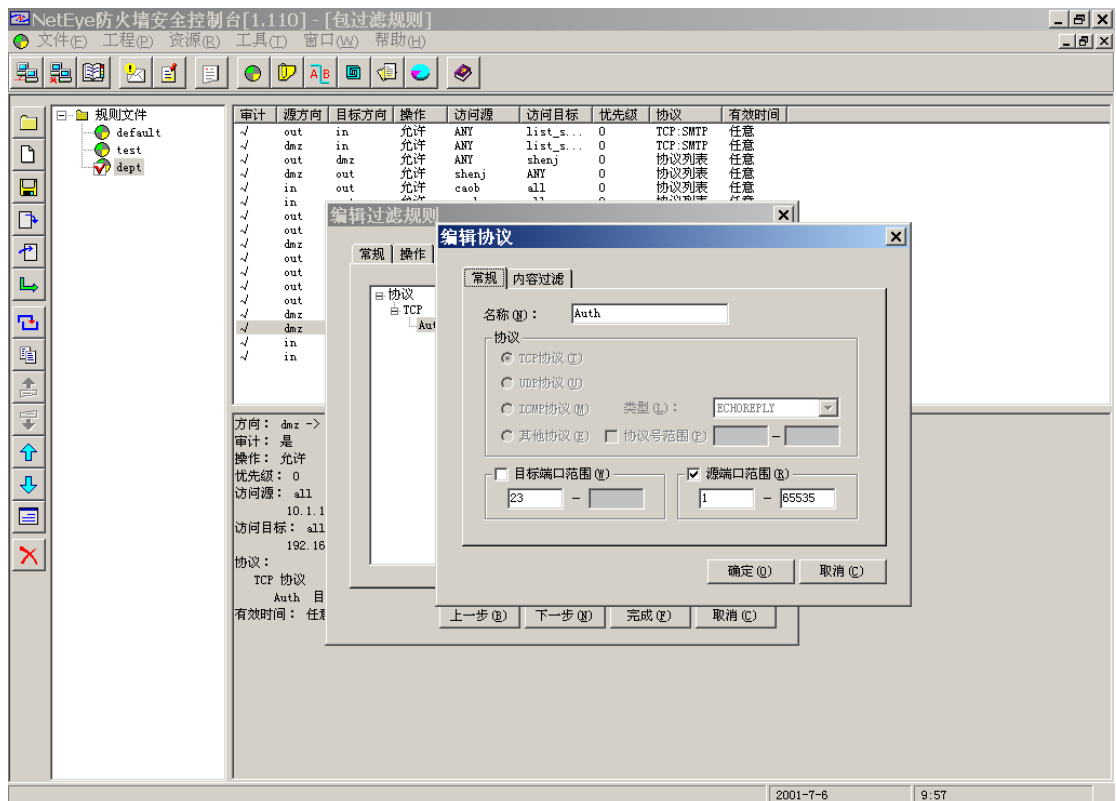 NetEye防火墙安全控制台[1.110] - [包过滤规则]
文件(F) 工程(P) 资源(R) 工具(T) 窗口(W) 帮助(H)
规则文件
default
test
dept
审计 源方向 目标方向 操作 访问源 访问目标 优先级 协议 有效时间
√ out in 允许 ANY list_s... 0 TCP:SMTP 任意
√ dmz in 允许 ANY list_s... 0 TCP:SMTP 任意
√ out dmz 允许 ANY shenj 0 协议列表 任意
√ dmz out 允许 shenj ANY 0 协议列表 任意
√ in out 允许 caob all 0 协议列表 任意
√ in
√ out
√ out
√ dmz
√ out
√ out
√ out
√ out
√ dmz
√ dmz
√ in
√ in
编辑过滤规则
常规 操作
协议
TCP
Aut
上一步(B) 下一步(N) 完成(F) 取消(C)
编辑协议
常规 内容过滤
名称(N)： Auth
协议
TCP协议(T)
UDP协议(U)
ICMP协议(M) 类型(L)： ECHOREPLY
其他协议(E) 协议号范围(P) -
目标端口范围(W) 源端口范围(R)
23 - 1 - 65535
确定(O) 取消(C)
方向： dmz ->
审计： 是
操作： 允许
优先级： 0
访问源： all
10.1.1
访问目标： all
192.16
协议：
TCP 协议
Auth 目
有效时间： 任意
2001-7-6 9:57